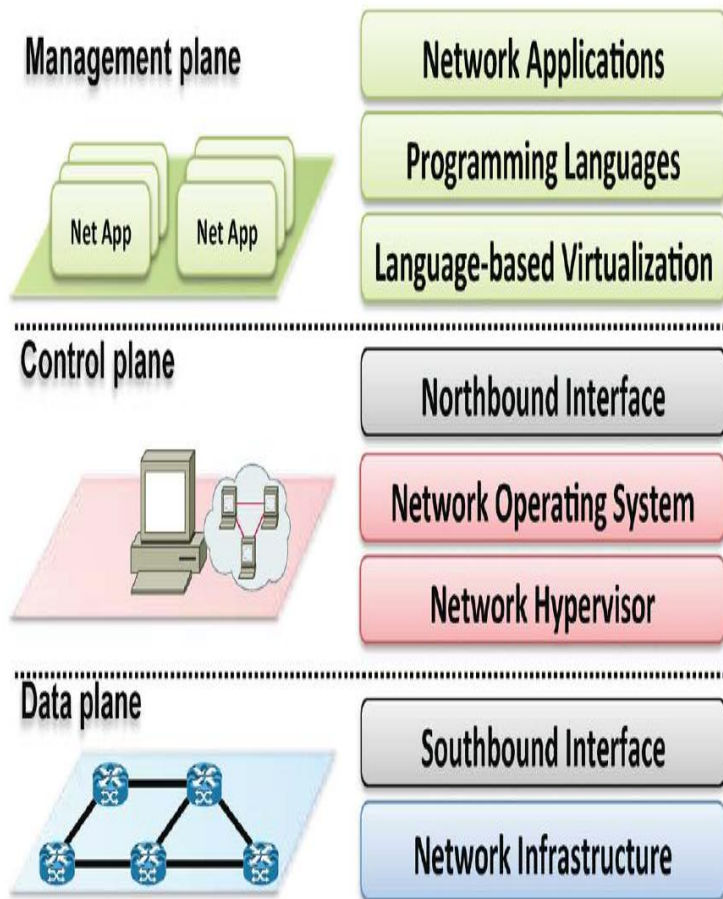 Management plane
Net App
Net App
Network Applications
Programming Languages
Language-based Virtualization
Control plane
Northbound Interface
Network Operating System
Network Hypervisor
Data plane
Southbound Interface
Network Infrastructure